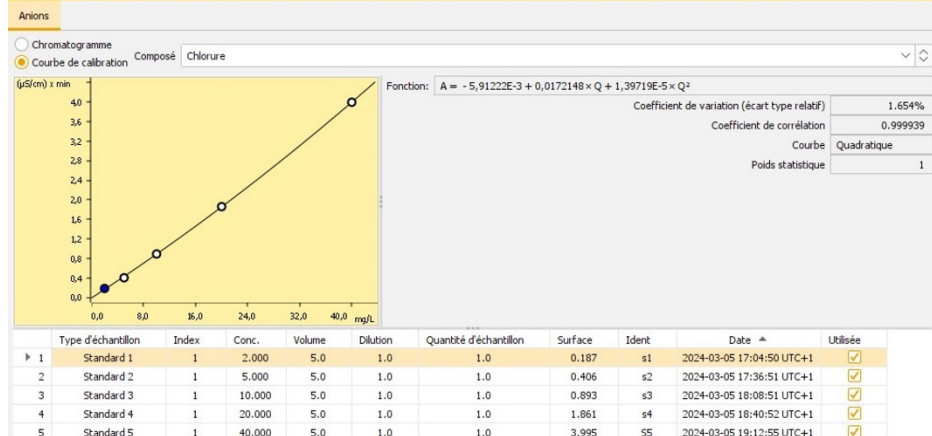 Anions
Chromatogramme
Courbe de calibration Composé Chlorure
(µS/cm) x min
4,0
3,6
3,2
2,8
2,4
2,0
1,6
1,2
0,8
0,4
0,0
0,0 8,0 16,0 24,0 32,0 40,0 mg/L
Fonction: A = - 5,91222E-3 + 0,0172148 × Q + 1,39719E-5 × Q²
Coefficient de variation (écart type relatif) 1.654%
Coefficient de corrélation 0.999939
Courbe Quadratique
Poids statistique 1
Type d'échantillon Index Conc. Volume Dilution Quantité d'échantillon Surface Ident Date Utilisée
1 Standard 1 1 2.000 5.0 1.0 1.0 0.187 s1 2024-03-05 17:04:50 UTC+1
2 Standard 2 1 5.000 5.0 1.0 1.0 0.406 s2 2024-03-05 17:36:51 UTC+1
3 Standard 3 1 10.000 5.0 1.0 1.0 0.893 s3 2024-03-05 18:08:51 UTC+1
4 Standard 4 1 20.000 5.0 1.0 1.0 1.861 s4 2024-03-05 18:40:52 UTC+1
5 Standard 5 1 40.000 5.0 1.0 1.0 3.995 S5 2024-03-05 19:12:55 UTC+1